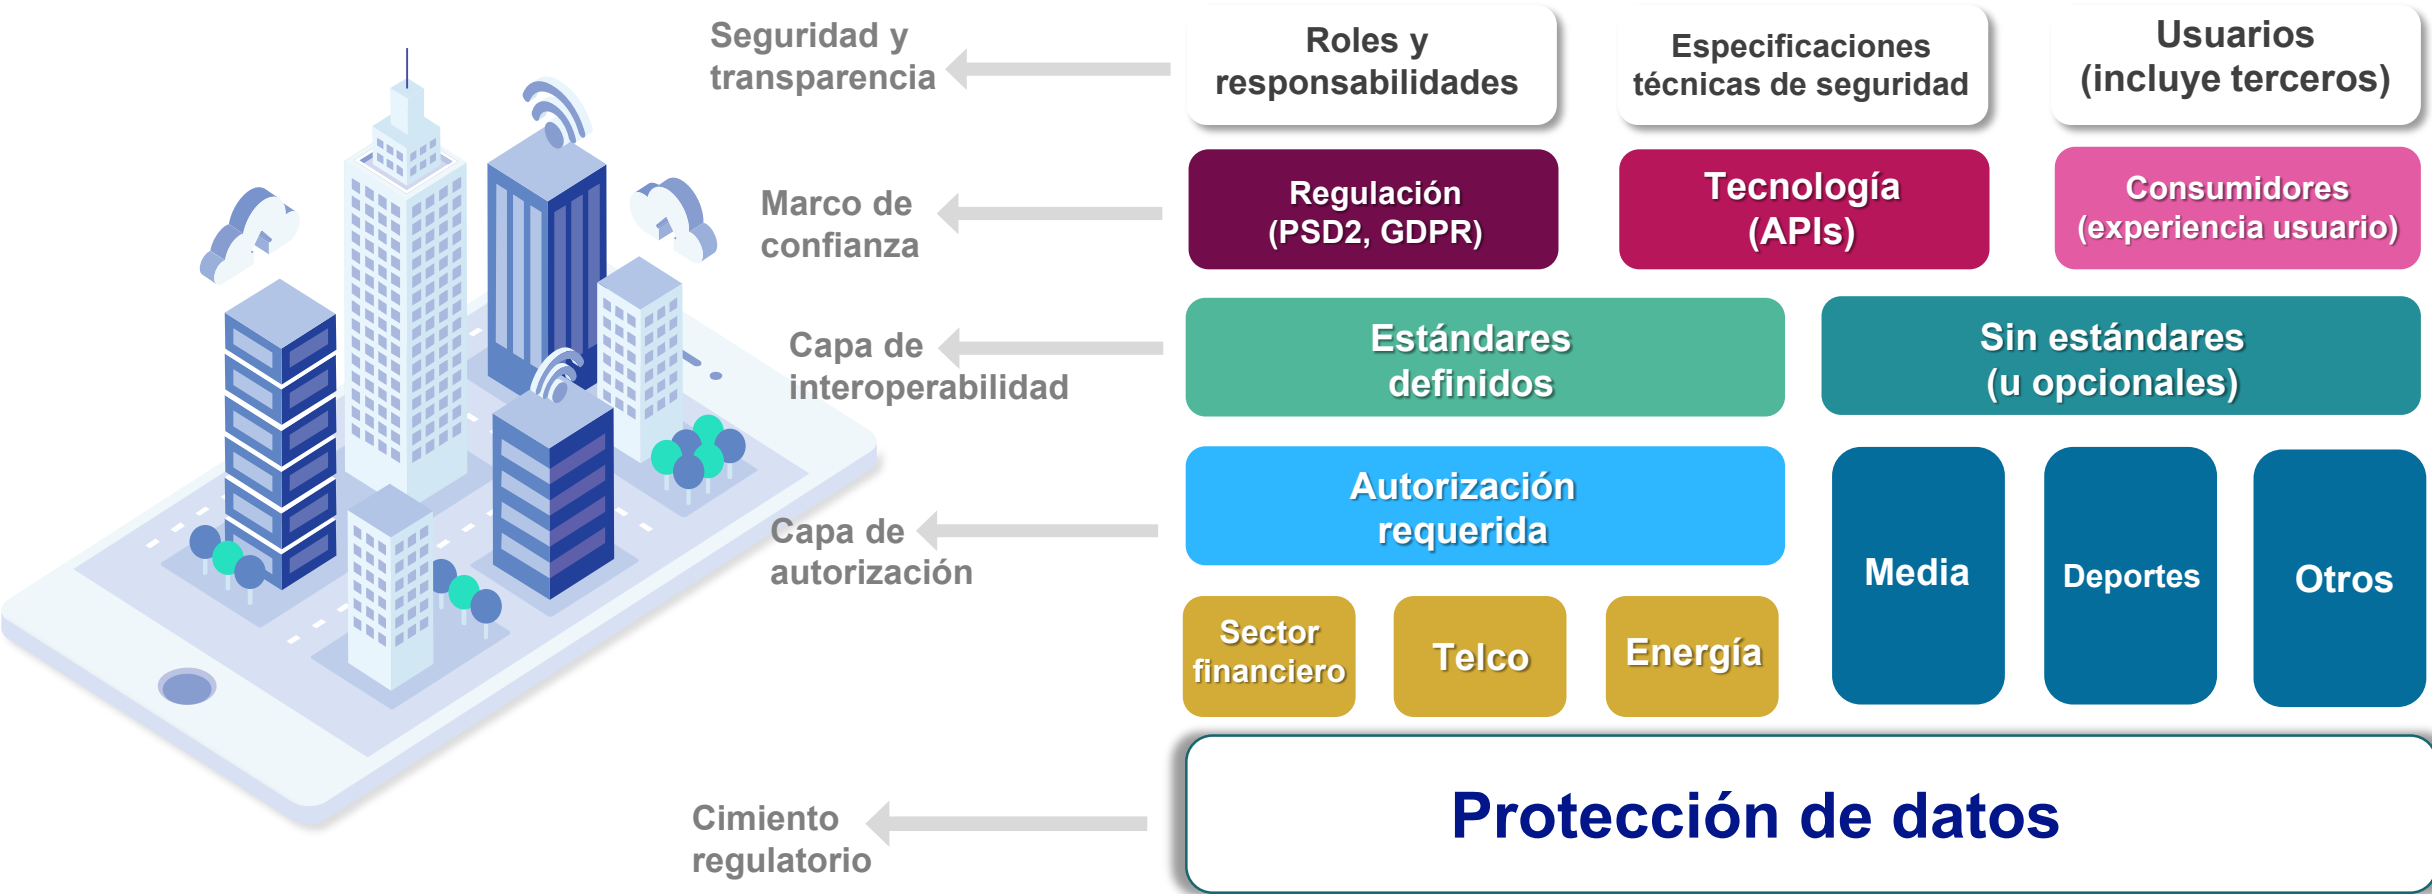 Seguridad y
transparencia
Roles y
responsabilidades
Especificaciones
técnicas de seguridad
Usuarios
(incluye terceros)
Marco de
confianza
Regulación
(PSD2, GDPR)
Tecnología
(APIs)
Consumidores
(experiencia usuario)
Capa de
interoperabilidad
Estándares
definidos
Sin estándares
(u opcionales)
Capa de
autorización
Autorización
requerida
Media
Deportes
Otros
Sector
financiero
Telco
Energía
Cimiento
regulatorio
Protección de datos